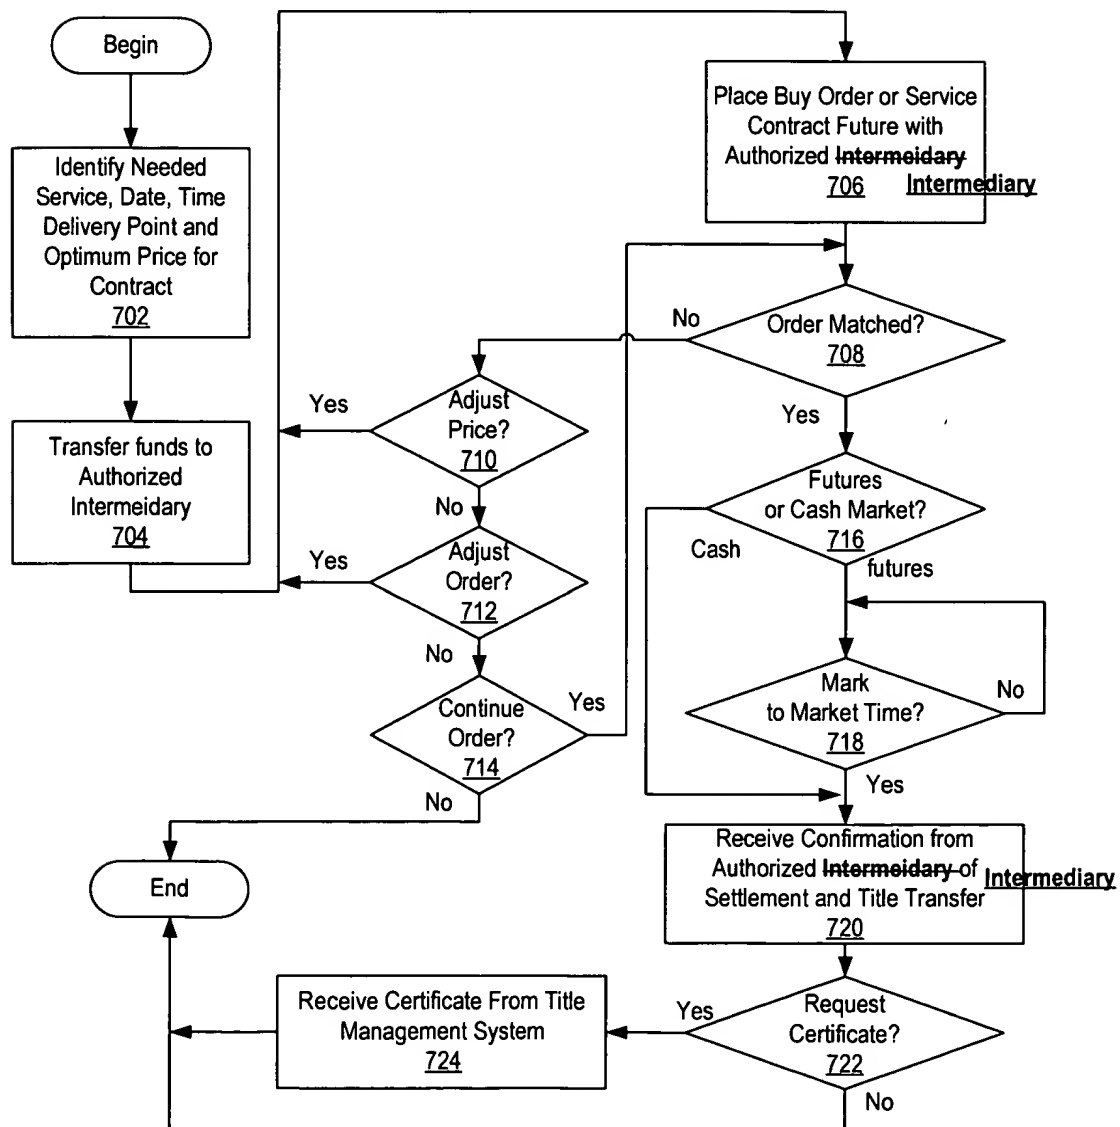 Begin
Identify Needed
Service, Date, Time
Delivery Point and
Optimum Price for
Contract
702
Transfer funds to
Authorized
Intermeidary
704
Place Buy Order or Service
Contract Future with
Authorized Intermeidary
Intermediary
706
Order Matched?
708
No
Yes
Adjust
Price?
710
Yes
No
Adjust
Order?
712
Yes
No
Continue
Order?
714
Yes
No
End
Futures
or Cash Market?
716
Cash
futures
Mark
to Market Time?
718
No
Yes
Receive Confirmation from
Authorized Intermeidary of
Intermediary
Settlement and Title Transfer
720
Request
Certificate?
722
Yes
No
Receive Certificate From Title
Management System
724